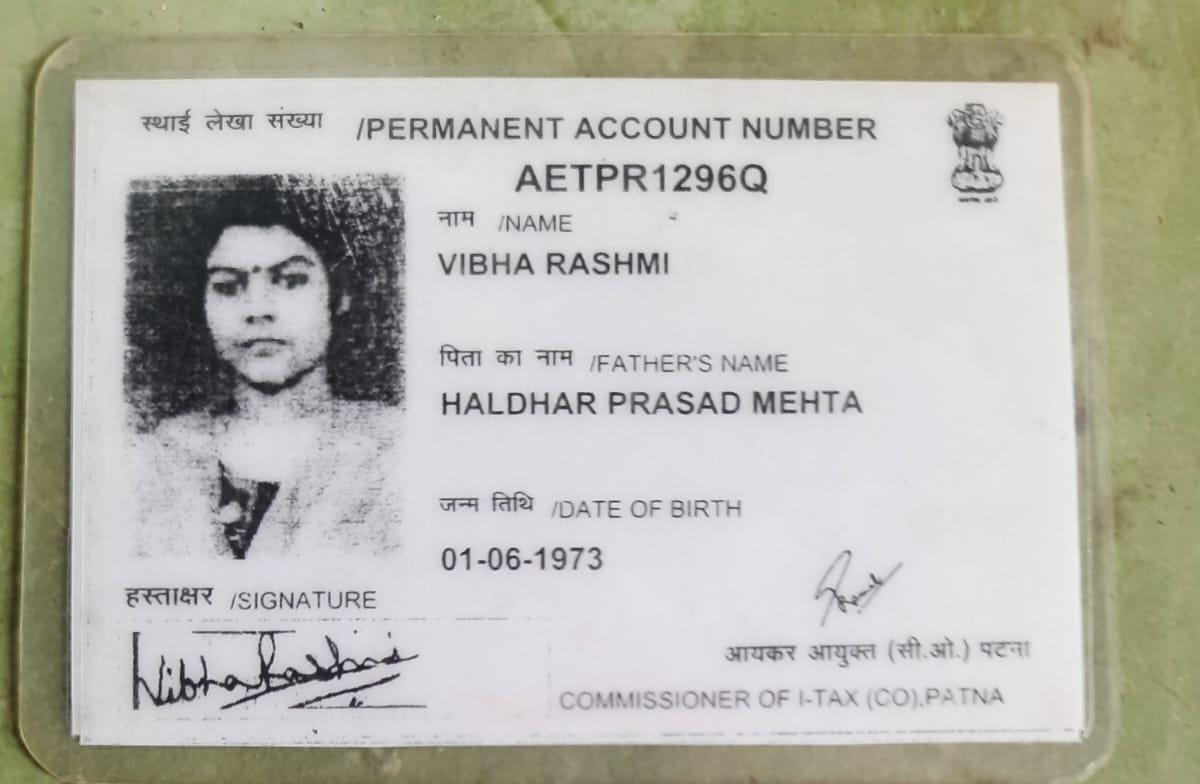 स्थाई लेखा संख्या /PERMANENT ACCOUNT NUMBER
AETPR1296Q
नाम /NAME
VIBHA RASHMI
पिता का नाम /FATHER'S NAME
HALDHAR PRASAD MEHTA
जन्म तिथि /DATE OF BIRTH
01-06-1973
हस्ताक्षर /SIGNATURE
Vibha Rashmi
आयकर आयुक्त (सी.ओ.) पटना
COMMISSIONER OF I-TAX (CO),PATNA